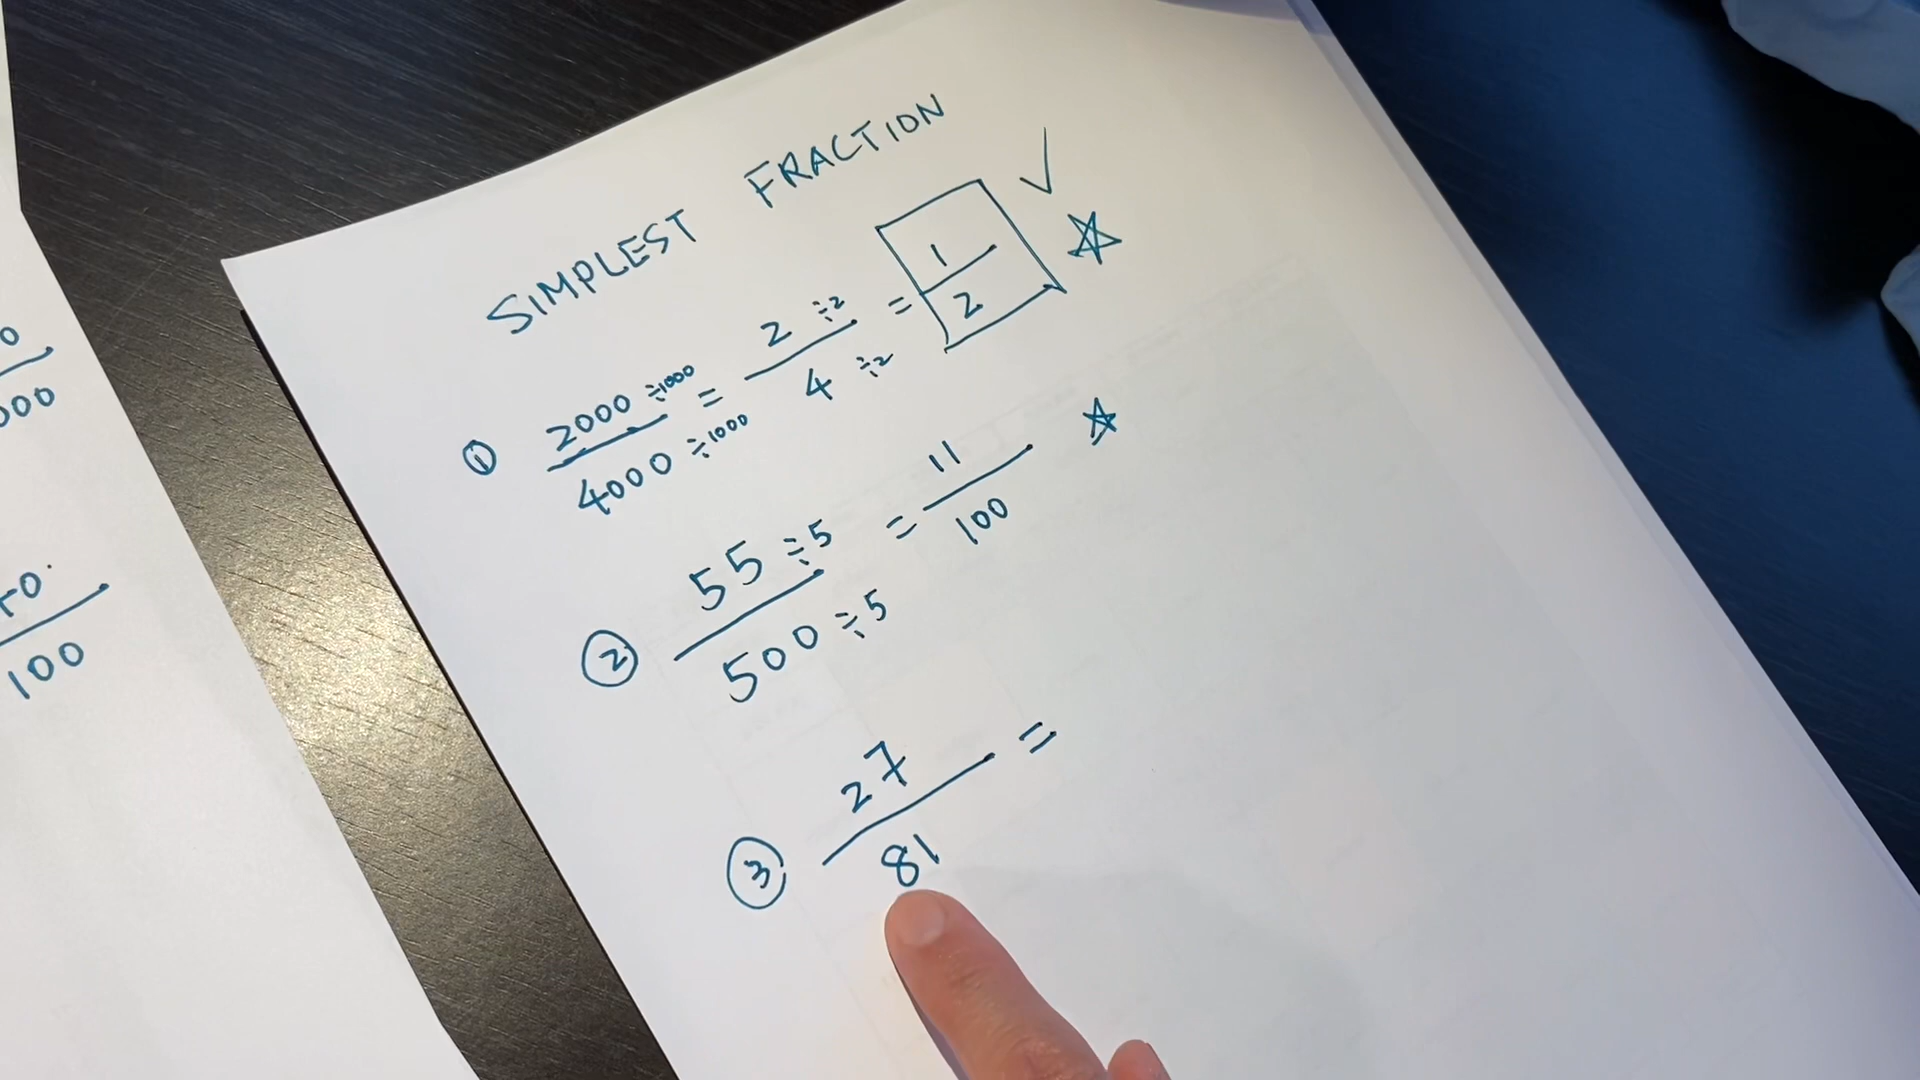 SIMPLEST FRACTION
① 2000 ÷1000 / 4000 ÷1000 = 2 ÷2 / 4 ÷2 = 1 / 2 ✓ ☆
② 55 ÷5 / 500 ÷5 = 11 / 100 ☆
③ 27 / 81 =
100